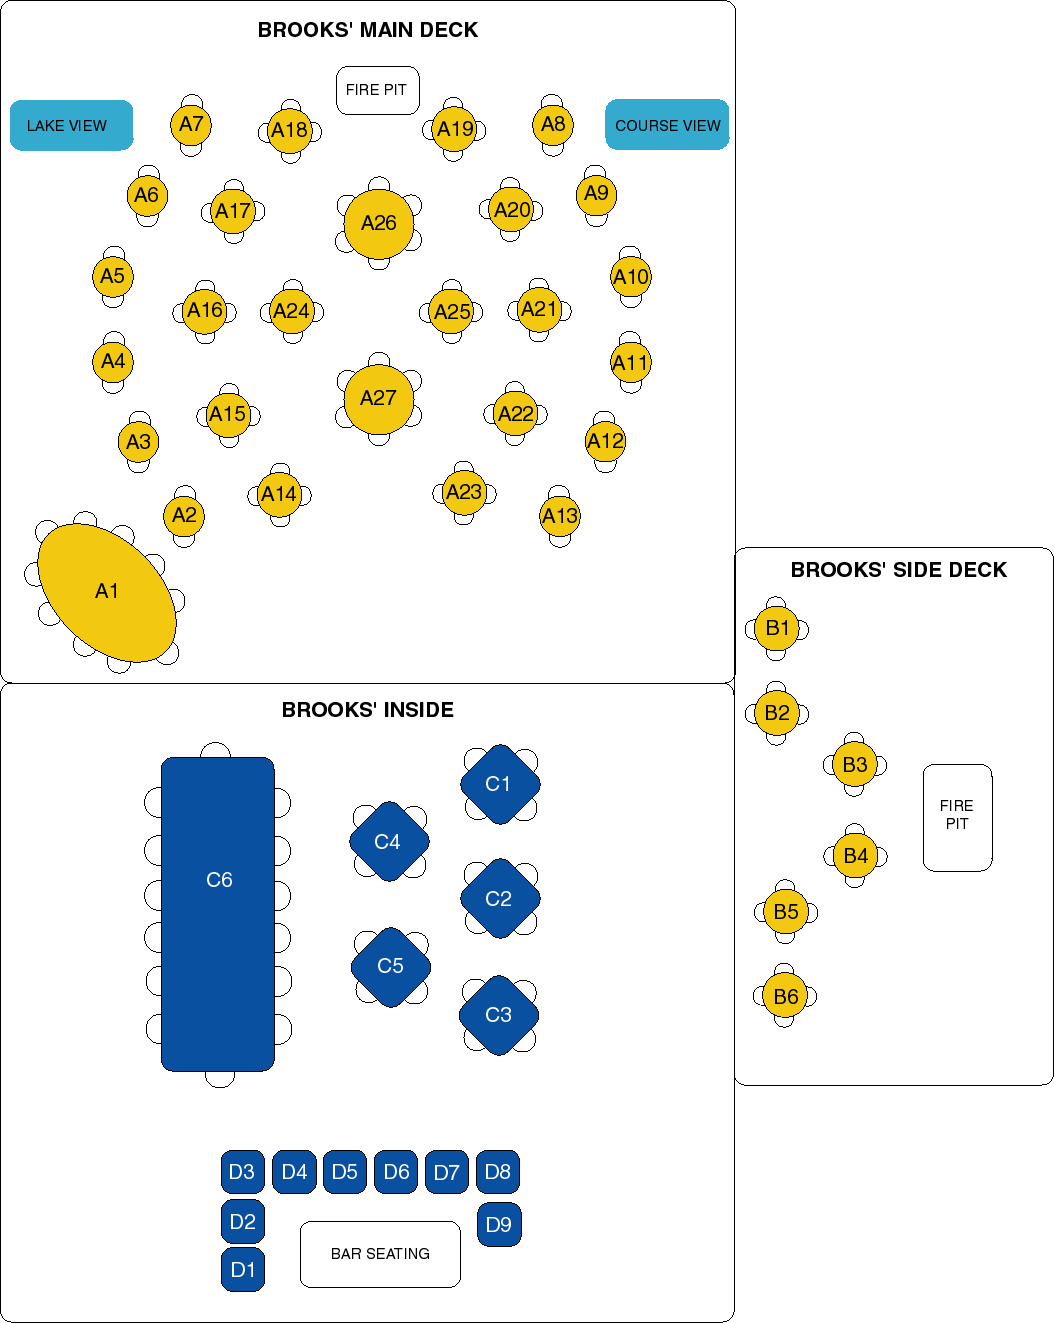 BROOKS' MAIN DECK
FIRE PIT
LAKE VIEW
COURSE VIEW
A7
A18
A19
A8
A6
A17
A26
A20
A9
A5
A16
A24
A25
A21
A10
A4
A15
A27
A22
A11
A3
A12
A2
A14
A23
A13
A1
BROOKS' SIDE DECK
B1
B2
B3
FIRE
PIT
B4
B5
B6
BROOKS' INSIDE
C1
C4
C6
C2
C5
C3
D3
D4
D5
D6
D7
D8
D2
D9
D1
BAR SEATING